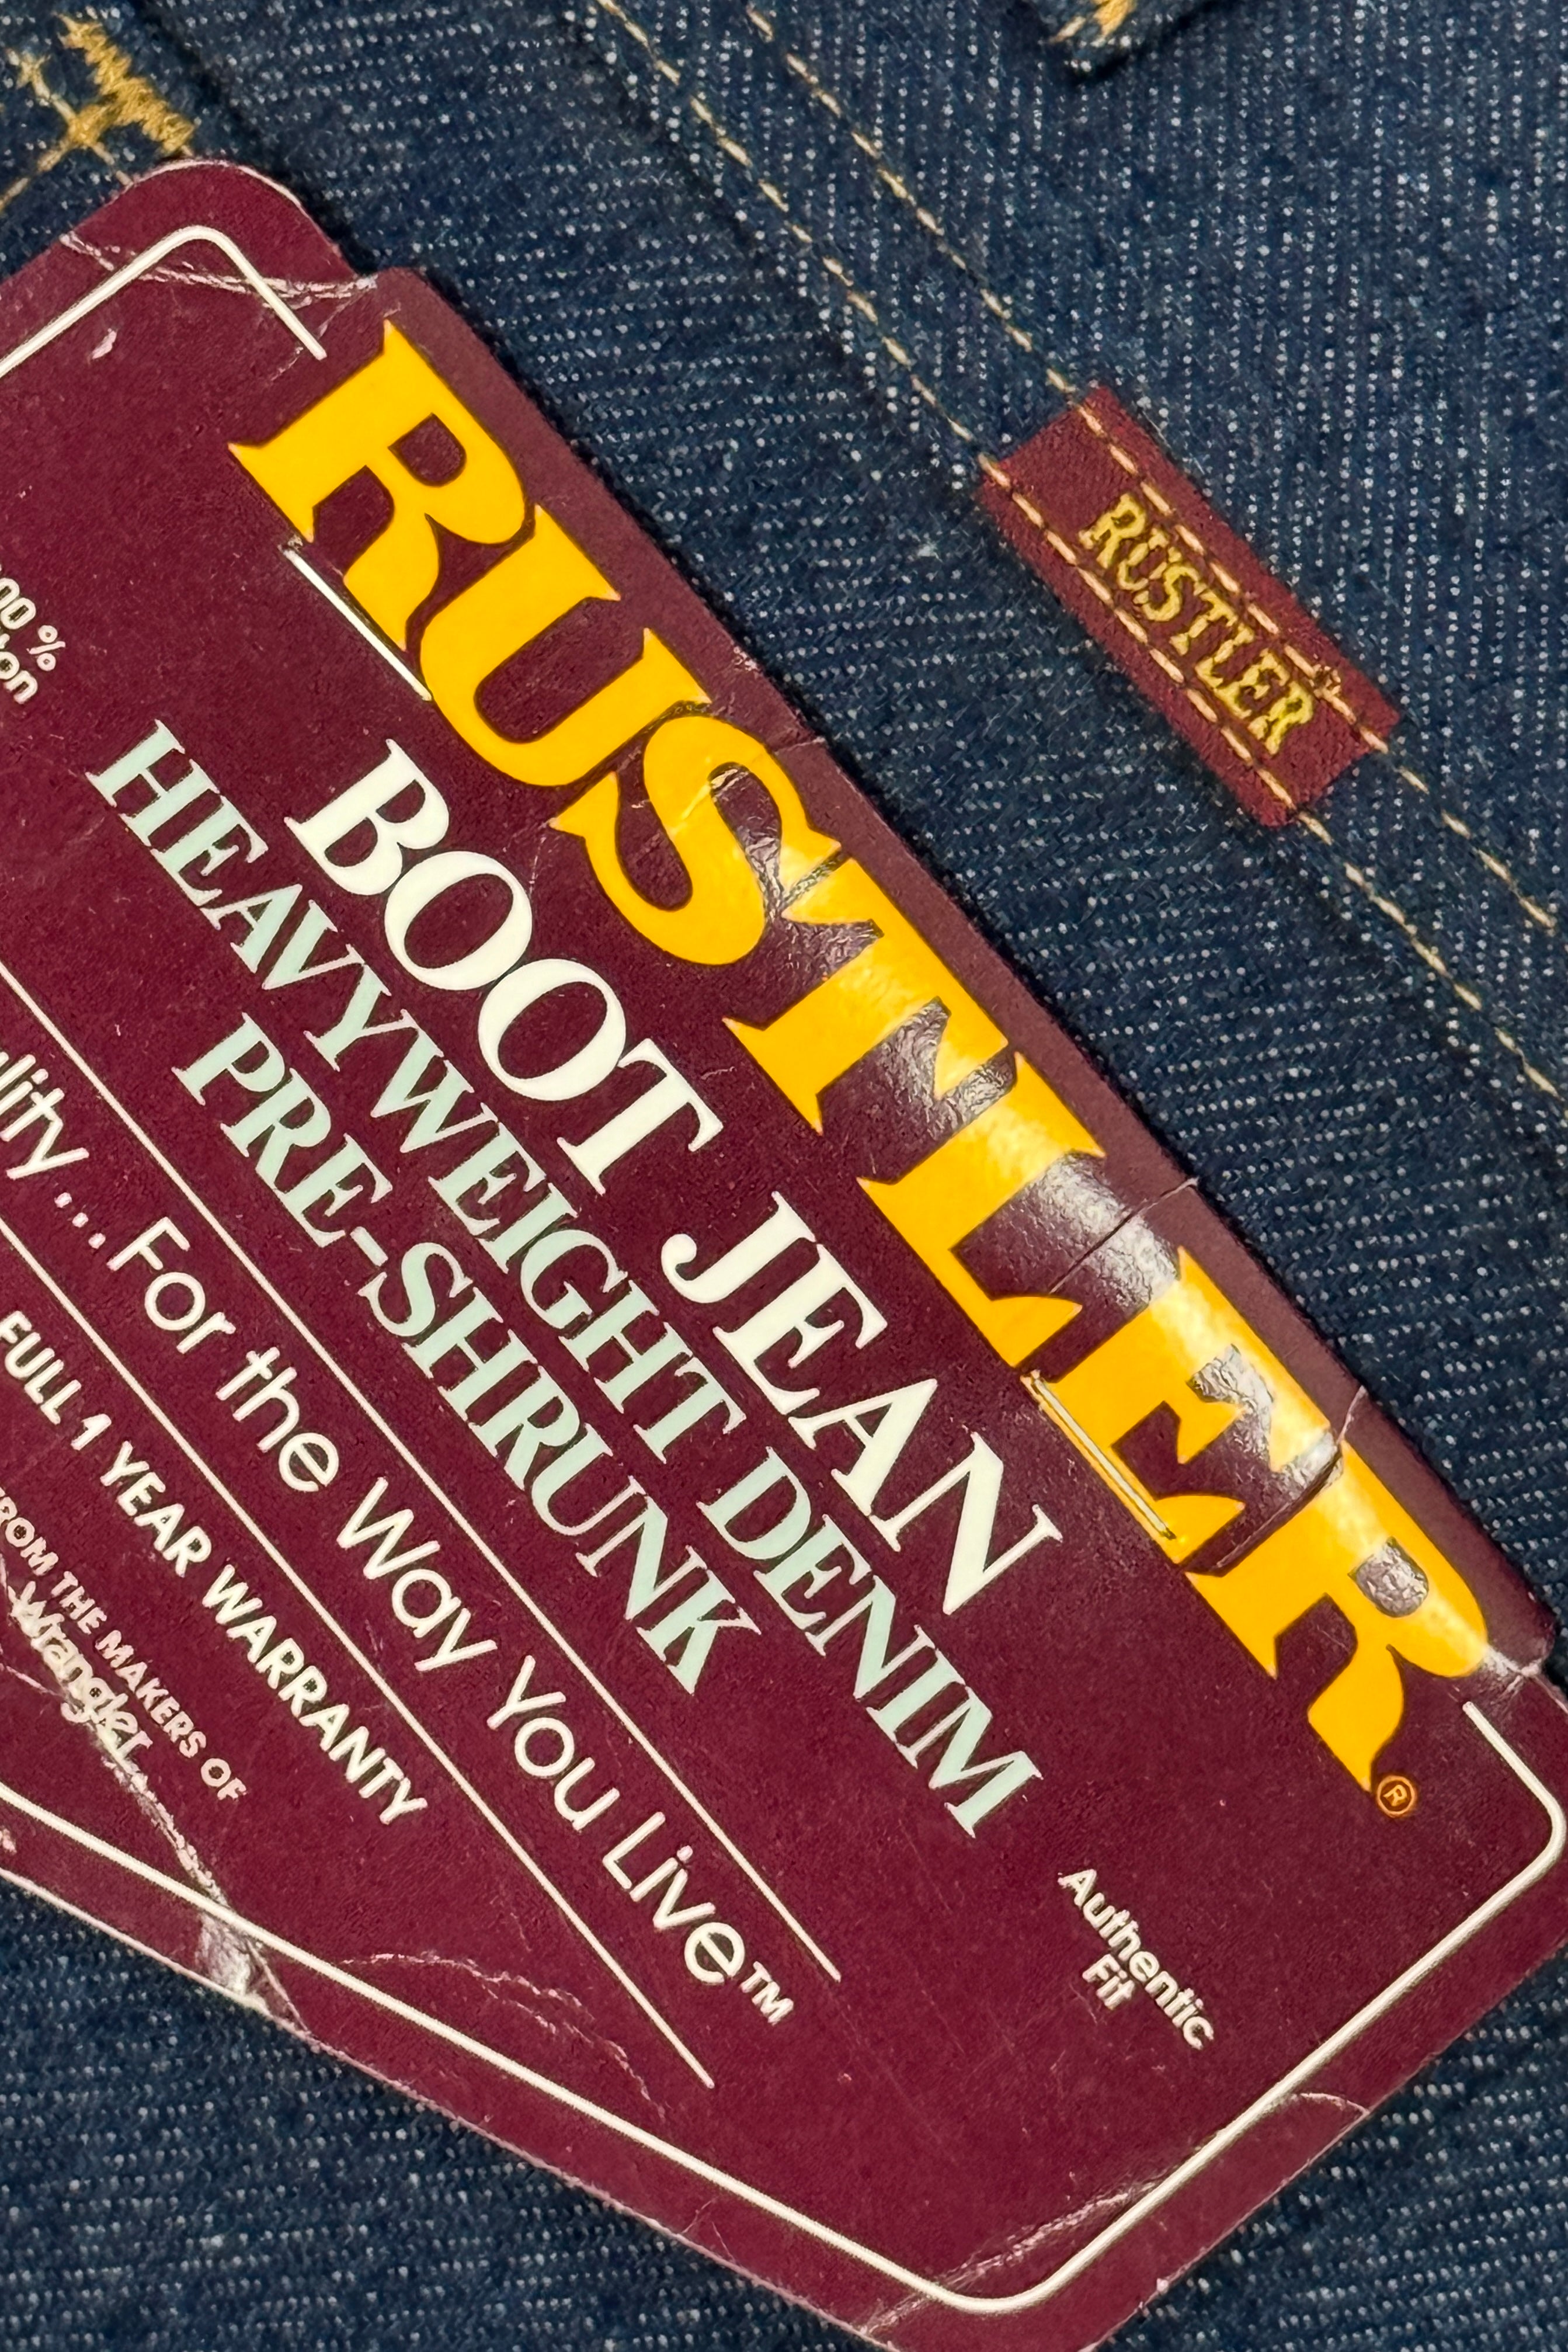 RUSTLER®
BOOT JEAN
HEAVYWEIGHT DENIM
PRE-SHRUNK
Authentic
Fit
For the Way You Live™
FULL 1 YEAR WARRANTY
FROM THE MAKERS OF
Wrangler
RUSTLER